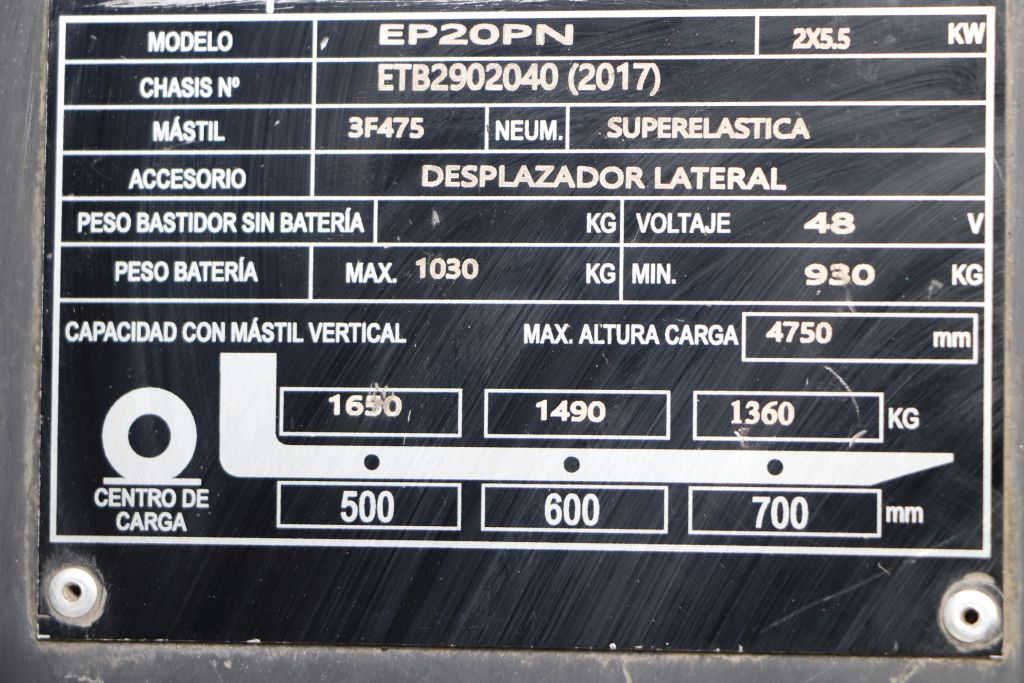 MODELO EP20PN 2X5.5 KW
CHASIS Nº ETB2902040 (2017)
MÁSTIL 3F475 NEUM. SUPERELASTICA
ACCESORIO DESPLAZADOR LATERAL
PESO BASTIDOR SIN BATERÍA KG VOLTAJE 48 V
PESO BATERÍA MAX. 1030 KG MIN. 930 KG
CAPACIDAD CON MÁSTIL VERTICAL MAX. ALTURA CARGA 4750 mm
1650 1490 1360 KG
CENTRO DE CARGA 500 600 700 mm